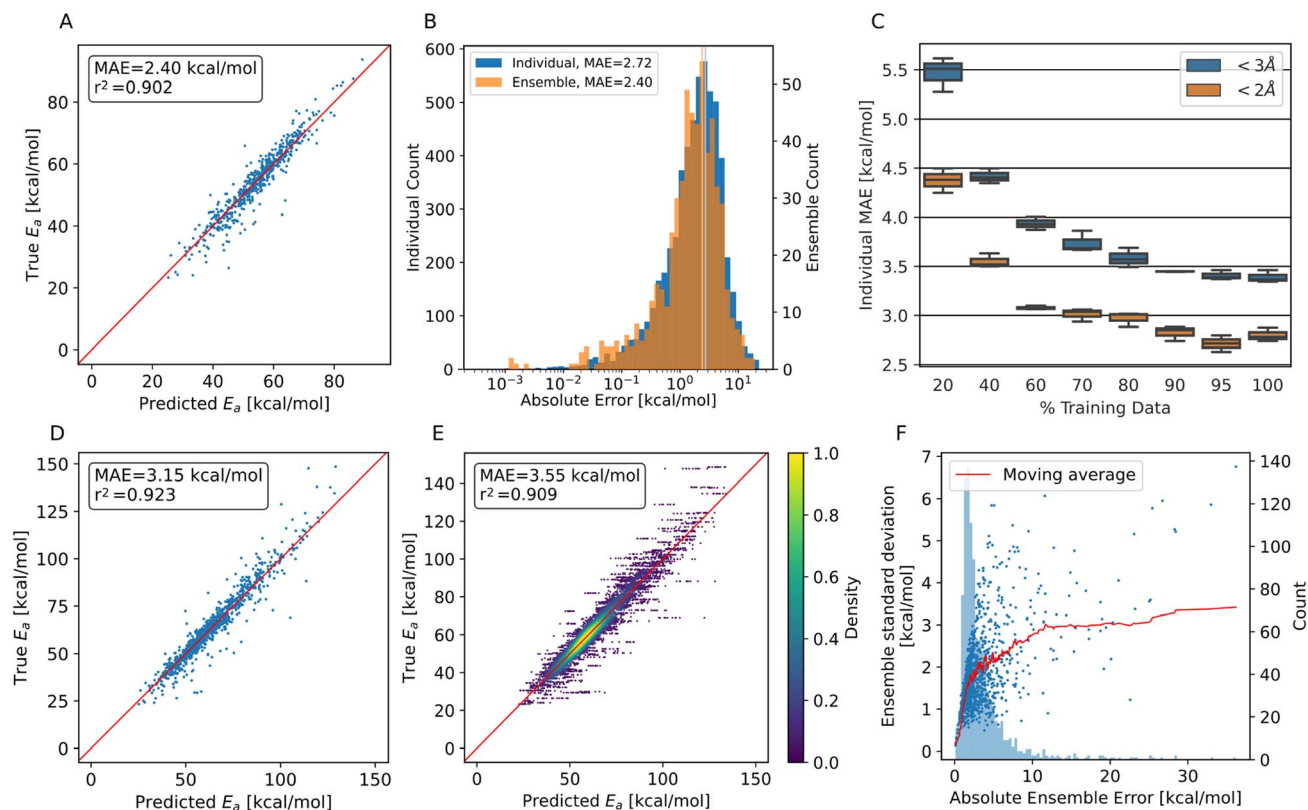 A
MAE=2.40 kcal/mol
r² =0.902
True Eₐ [kcal/mol]
80
60
40
20
0
0 20 40 60 80
Predicted Eₐ [kcal/mol]
B
Individual, MAE=2.72
Ensemble, MAE=2.40
Individual Count
600
500
400
300
200
100
0
Ensemble Count
50
40
30
20
10
0
10⁻³ 10⁻² 10⁻¹ 10⁰ 10¹
Absolute Error [kcal/mol]
C
< 3Å
< 2Å
Individual MAE [kcal/mol]
5.5
5.0
4.5
4.0
3.5
3.0
2.5
20 40 60 70 80 90 95 100
% Training Data
D
MAE=3.15 kcal/mol
r² =0.923
True Eₐ [kcal/mol]
150
125
100
75
50
25
0
0 50 100 150
Predicted Eₐ [kcal/mol]
E
MAE=3.55 kcal/mol
r² =0.909
True Eₐ [kcal/mol]
140
120
100
80
60
40
20
0
0 50 100 150
Predicted Eₐ [kcal/mol]
1.0
0.8
0.6
0.4
0.2
0.0
Density
F
Moving average
Ensemble standard deviation
[kcal/mol]
7
6
5
4
3
2
1
0
140
120
100
80
60
40
20
0
Count
0 10 20 30
Absolute Ensemble Error [kcal/mol]